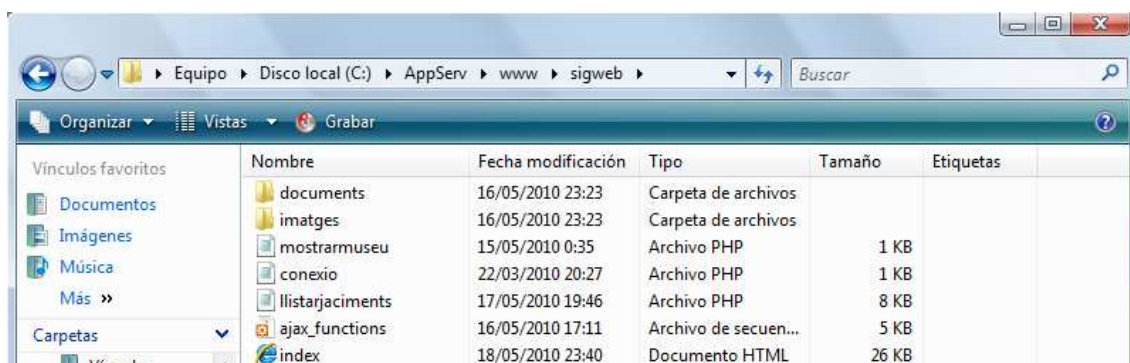 Equipo ▸ Disco local (C:) ▸ AppServ ▸ www ▸ sigweb ▸ Buscar
Organizar Vistas Grabar
Vínculos favoritos
Documentos
Imágenes
Música
Más »
Carpetas
Nombre Fecha modificación Tipo Tamaño Etiquetas
documents 16/05/2010 23:23 Carpeta de archivos
imatges 16/05/2010 23:23 Carpeta de archivos
mostrarmuseu 15/05/2010 0:35 Archivo PHP 1 KB
conexio 22/03/2010 20:27 Archivo PHP 1 KB
llistarjaciments 17/05/2010 19:46 Archivo PHP 8 KB
ajax_functions 16/05/2010 17:11 Archivo de secuen... 5 KB
index 18/05/2010 23:40 Documento HTML 26 KB